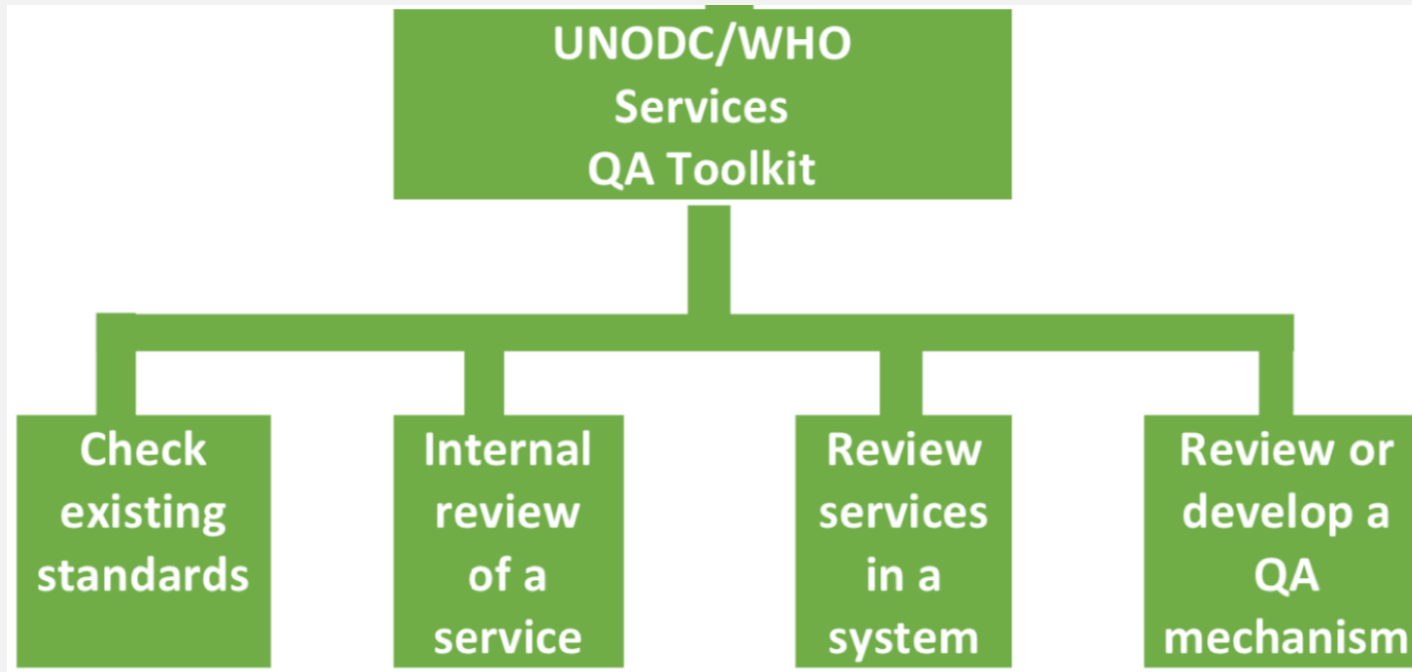 UNODC/WHO
Services
QA Toolkit
Check
existing
standards
Internal
review
of a
service
Review
services
in a
system
Review or
develop a
QA
mechanism